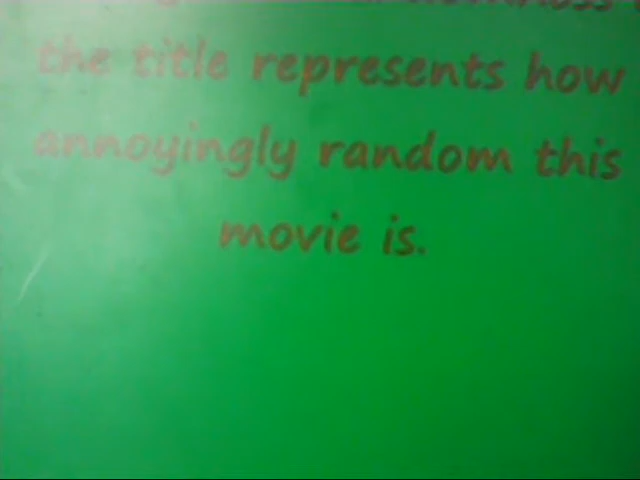 the title represents how
annoyingly random this
movie is.